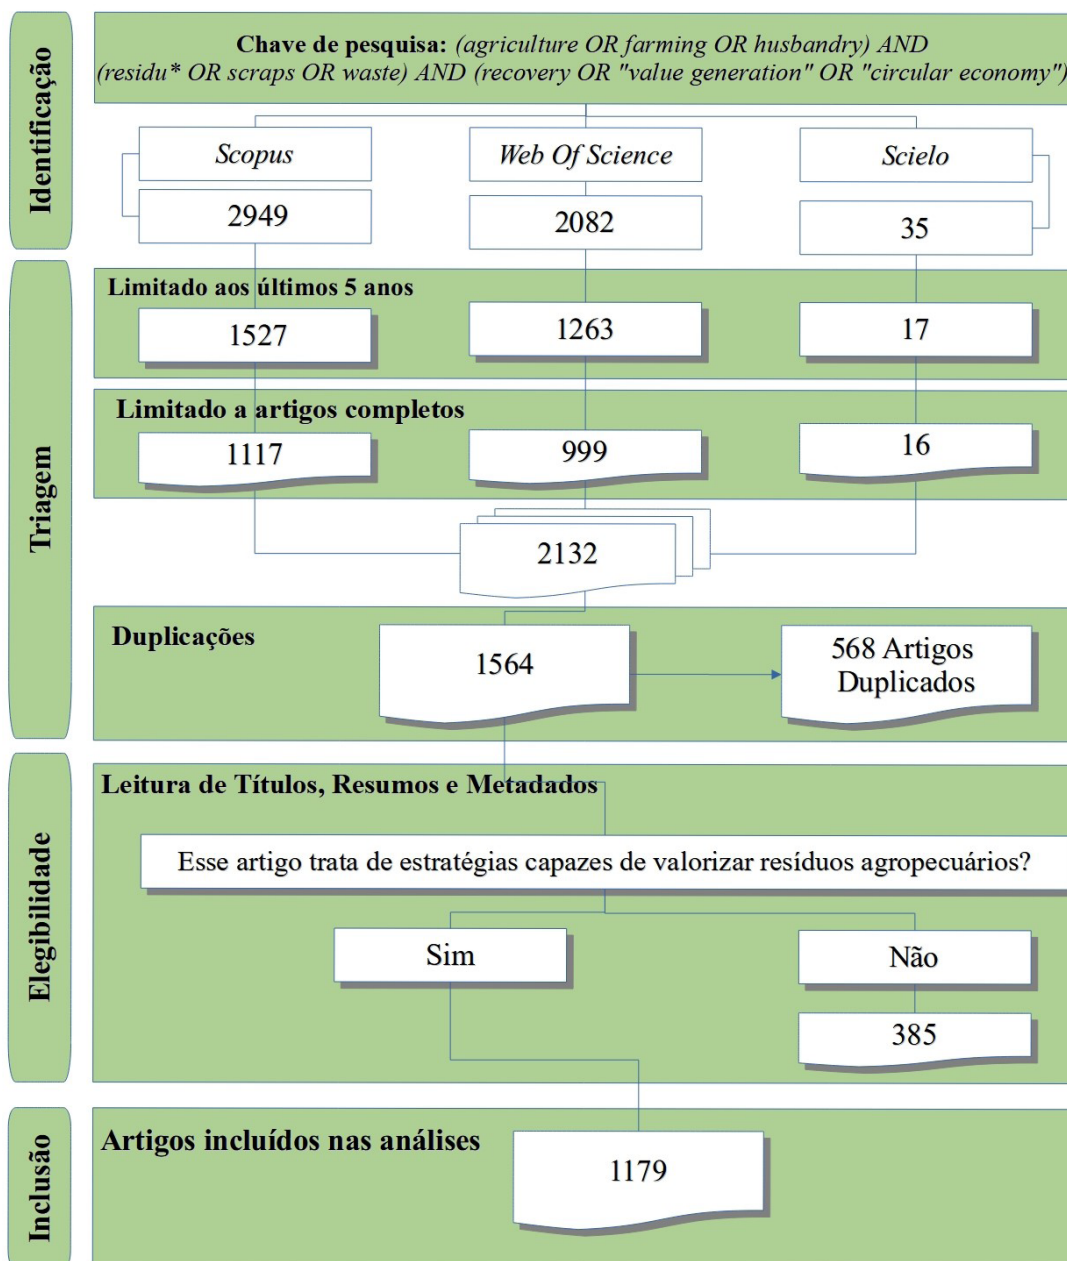 Identificação
Chave de pesquisa: (agriculture OR farming OR husbandry) AND
(residu* OR scraps OR waste) AND (recovery OR "value generation" OR "circular economy")
Scopus
Web Of Science
Scielo
2949
2082
35
Triagem
Limitado aos últimos 5 anos
1527
1263
17
Limitado a artigos completos
1117
999
16
2132
Duplicações
1564
568 Artigos
Duplicados
Elegibilidade
Leitura de Títulos, Resumos e Metadados
Esse artigo trata de estratégias capazes de valorizar resíduos agropecuários?
Sim
Não
385
Inclusão
Artigos incluídos nas análises
1179